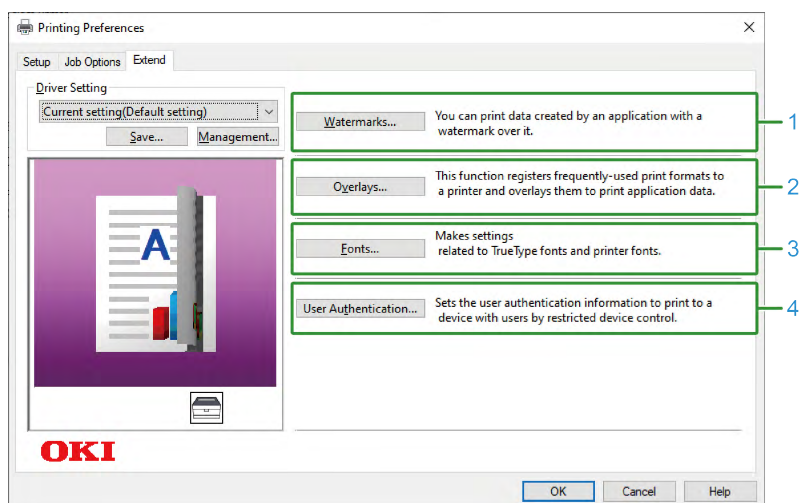 Printing Preferences
Setup Job Options Extend
Driver Setting
Current setting(Default setting)
Save... Management...
Watermarks...
You can print data created by an application with a
watermark over it.
1
Overlays...
This function registers frequently-used print formats to
a printer and overlays them to print application data.
2
Fonts...
Makes settings
related to TrueType fonts and printer fonts.
3
User Authentication...
Sets the user authentication information to print to a
device with users by restricted device control.
4
A
OKI
OK Cancel Help